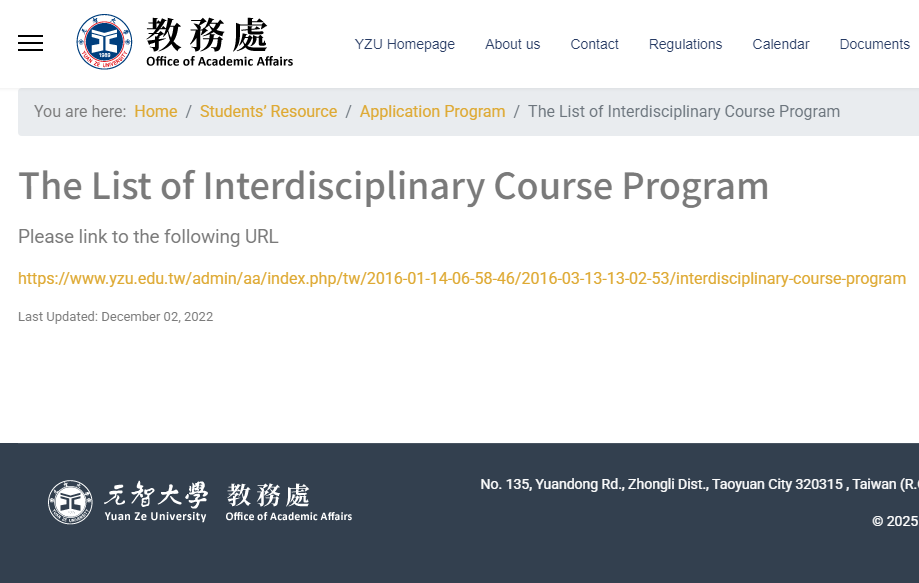 教務處
Office of Academic Affairs
YUAN ZE UNIVERSITY
1989
YZU Homepage About us Contact Regulations Calendar Documents
You are here: Home / Students’ Resource / Application Program / The List of Interdisciplinary Course Program
The List of Interdisciplinary Course Program
Please link to the following URL
https://www.yzu.edu.tw/admin/aa/index.php/tw/2016-01-14-06-58-46/2016-03-13-13-02-53/interdisciplinary-course-program
Last Updated: December 02, 2022
元智大學 教務處
Yuan Ze University Office of Academic Affairs
No. 135, Yuandong Rd., Zhongli Dist., Taoyuan City 320315 , Taiwan (R.
© 2025